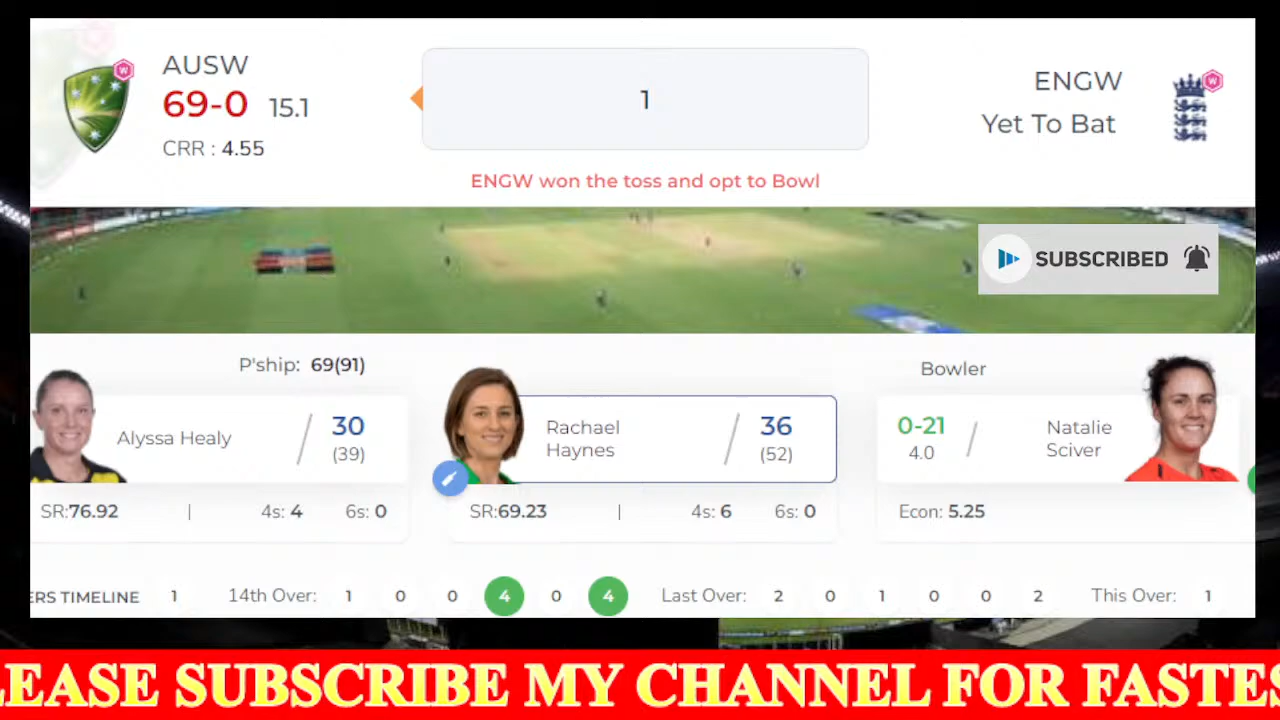 AUSW
69-0 15.1
CRR : 4.55
1
ENGW won the toss and opt to Bowl
ENGW
Yet To Bat
SUBSCRIBED
P'ship: 69(91)
Bowler
Alyssa Healy
30
(39)
Rachael
Haynes
36
(52)
0-21
4.0
Natalie
Sciver
SR:76.92 | 4s: 4 6s: 0
SR:69.23 | 4s: 6 6s: 0
Econ: 5.25
ERS TIMELINE 1 14th Over: 1 0 0 4 0 4 Last Over: 2 0 1 0 0 2 This Over: 1
LEASE SUBSCRIBE MY CHANNEL FOR FASTES